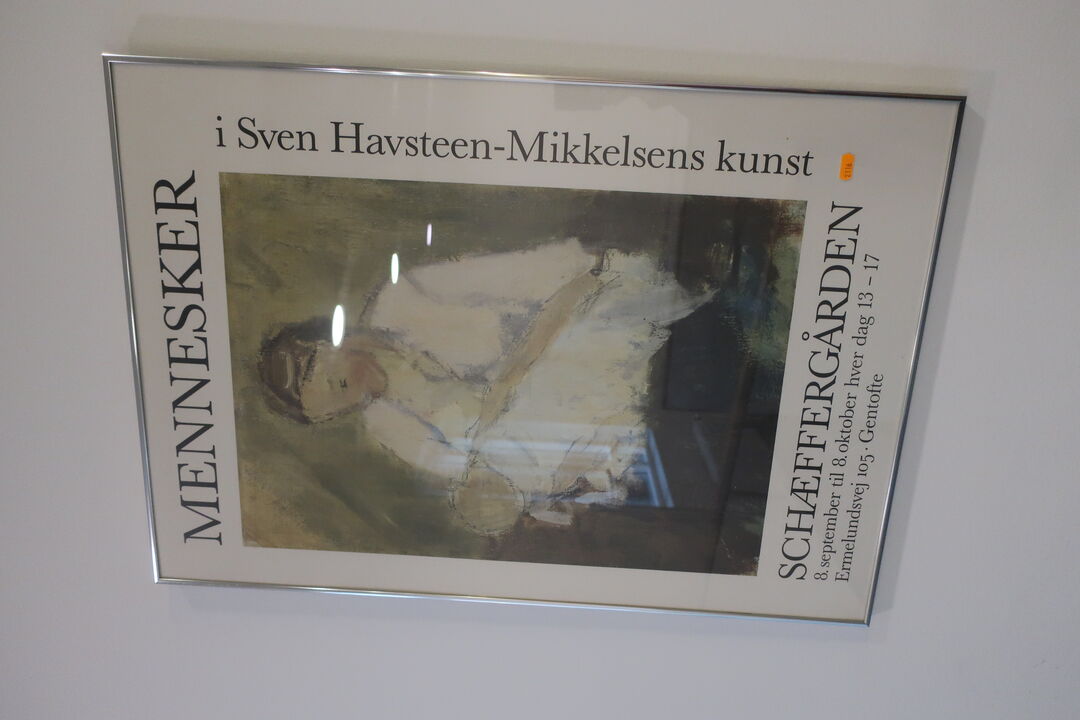 MENNESKER
i Sven Havsteen-Mikkelsens kunst
SCHÆFFERGÅRDEN
8. september til 8. oktober hver dag 13 – 17
Ermelundsvej 105 · Gentofte